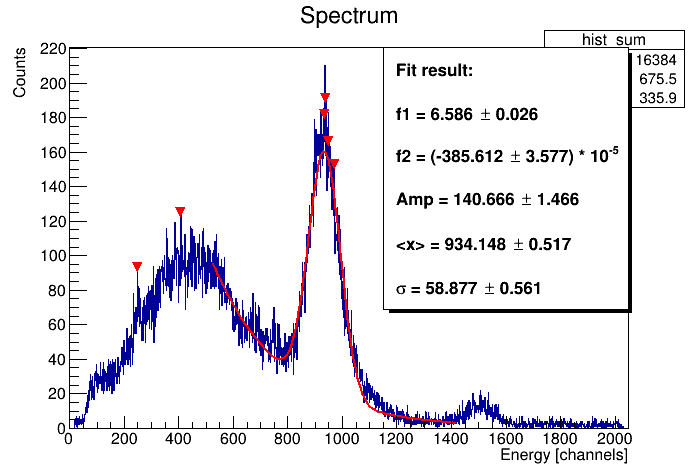 Spectrum
hist_sum
16384
675.5
335.9
Fit result:
f1 = 6.586 ± 0.026
f2 = (-385.612 ± 3.577) * 10⁻⁵
Amp = 140.666 ± 1.466
<x> = 934.148 ± 0.517
σ = 58.877 ± 0.561
Counts
220
200
180
160
140
120
100
80
60
40
20
0
0 200 400 600 800 1000 1200 1400 1600 1800 2000
Energy [channels]